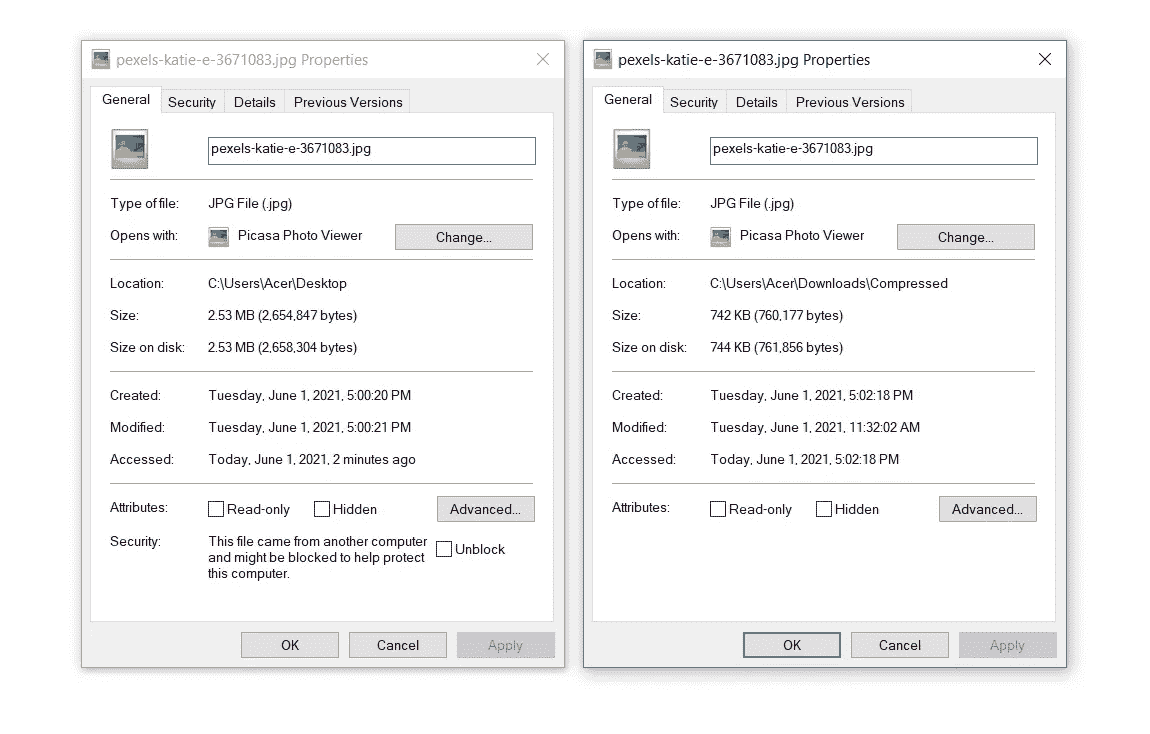 pexels-katie-e-3671083.jpg Properties
General Security Details Previous Versions
pexels-katie-e-3671083.jpg
Type of file: JPG File (.jpg)
Opens with: Picasa Photo Viewer Change...
Location: C:\Users\Acer\Desktop
Size: 2.53 MB (2,654,847 bytes)
Size on disk: 2.53 MB (2,658,304 bytes)
Created: Tuesday, June 1, 2021, 5:00:20 PM
Modified: Tuesday, June 1, 2021, 5:00:21 PM
Accessed: Today, June 1, 2021, 2 minutes ago
Attributes: Read-only Hidden Advanced...
Security: This file came from another computer
and might be blocked to help protect Unblock
this computer.
OK Cancel Apply
pexels-katie-e-3671083.jpg Properties
General Security Details Previous Versions
pexels-katie-e-3671083.jpg
Type of file: JPG File (.jpg)
Opens with: Picasa Photo Viewer Change...
Location: C:\Users\Acer\Downloads\Compressed
Size: 742 KB (760,177 bytes)
Size on disk: 744 KB (761,856 bytes)
Created: Tuesday, June 1, 2021, 5:02:18 PM
Modified: Tuesday, June 1, 2021, 11:32:02 AM
Accessed: Today, June 1, 2021, 5:02:18 PM
Attributes: Read-only Hidden Advanced...
OK Cancel Apply